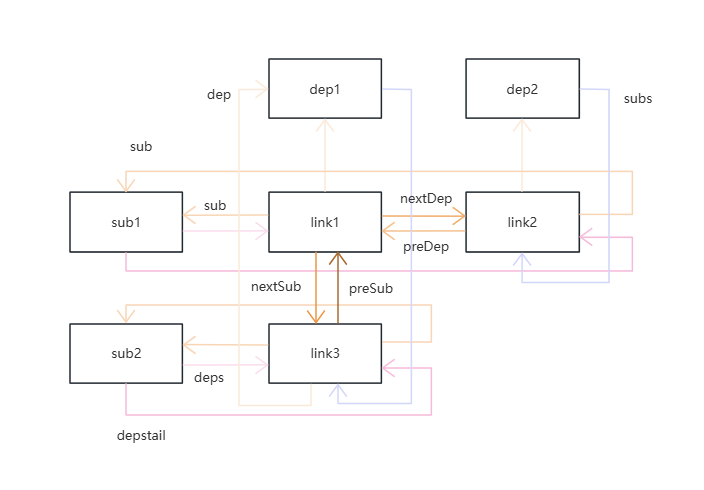 dep
dep1
dep2
subs
sub
sub1
sub
link1
nextDep
preDep
link2
nextSub
preSub
sub2
deps
link3
depstail